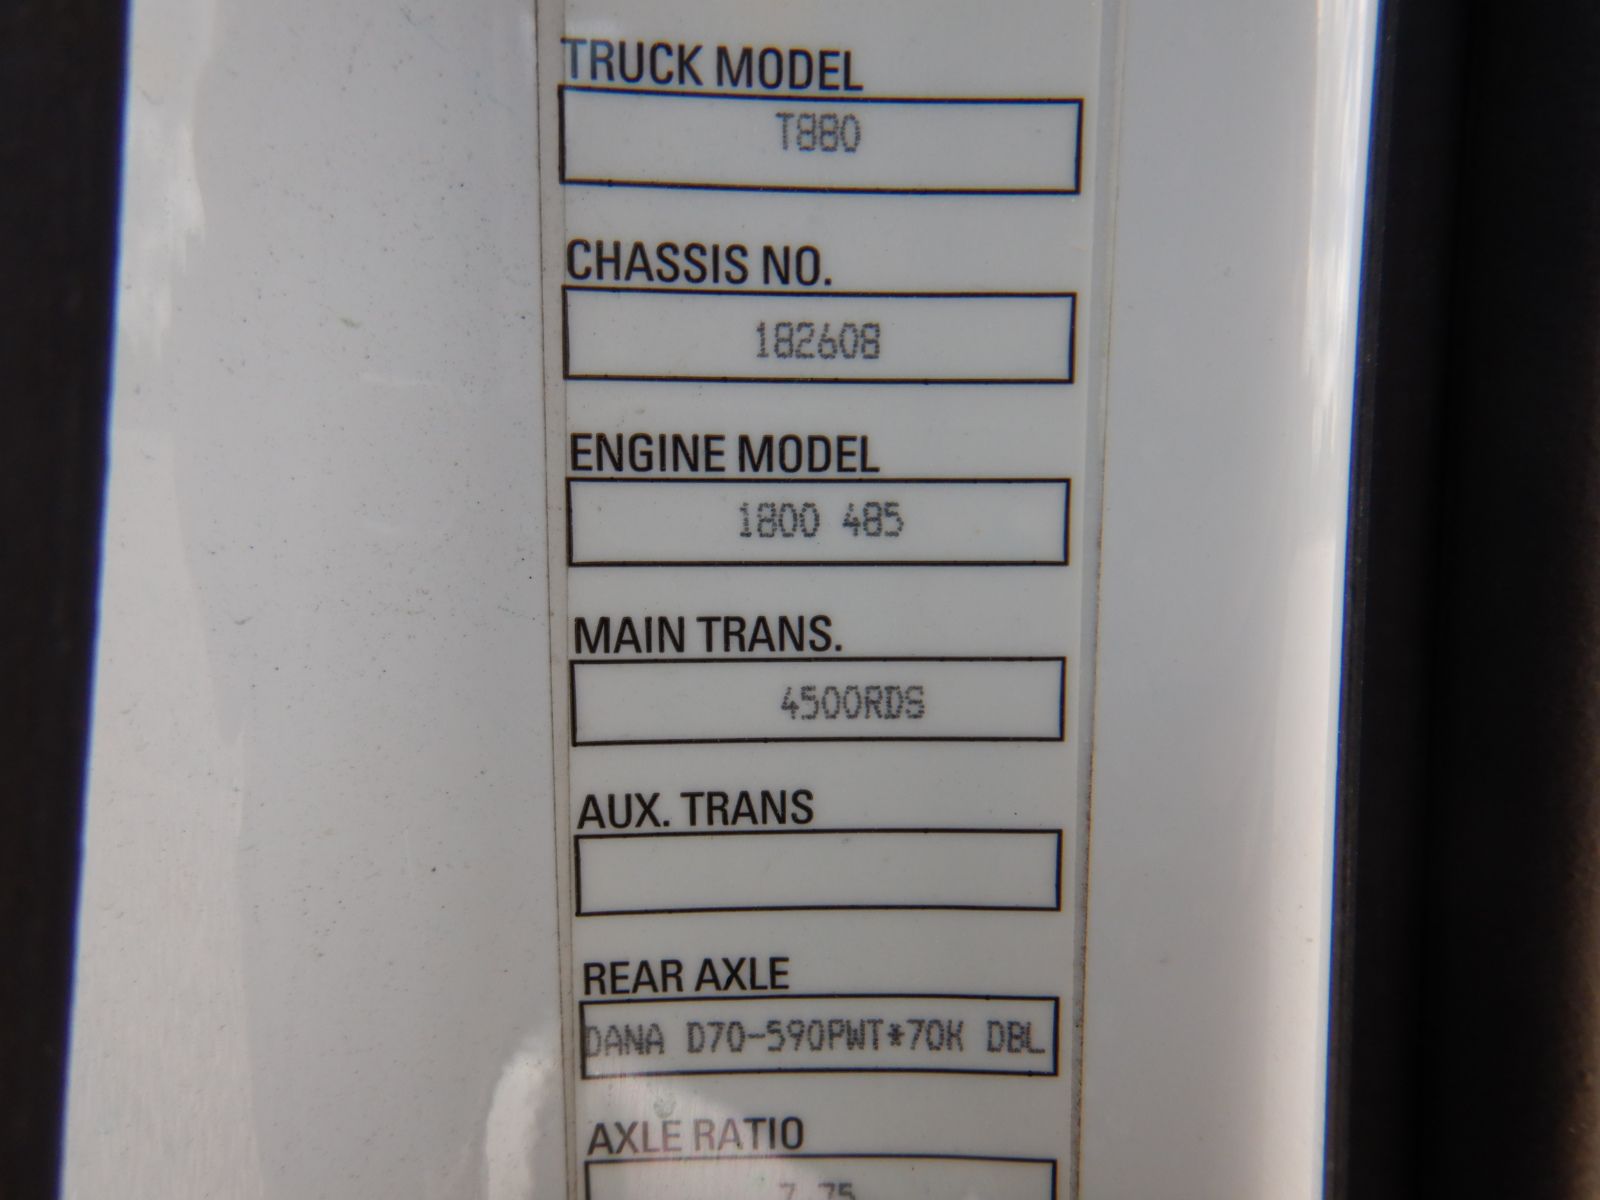 TRUCK MODEL
T880
CHASSIS NO.
182608
ENGINE MODEL
1800 485
MAIN TRANS.
4500RDS
AUX. TRANS
REAR AXLE
DANA D70-590PWT*70K DBL
AXLE RATIO